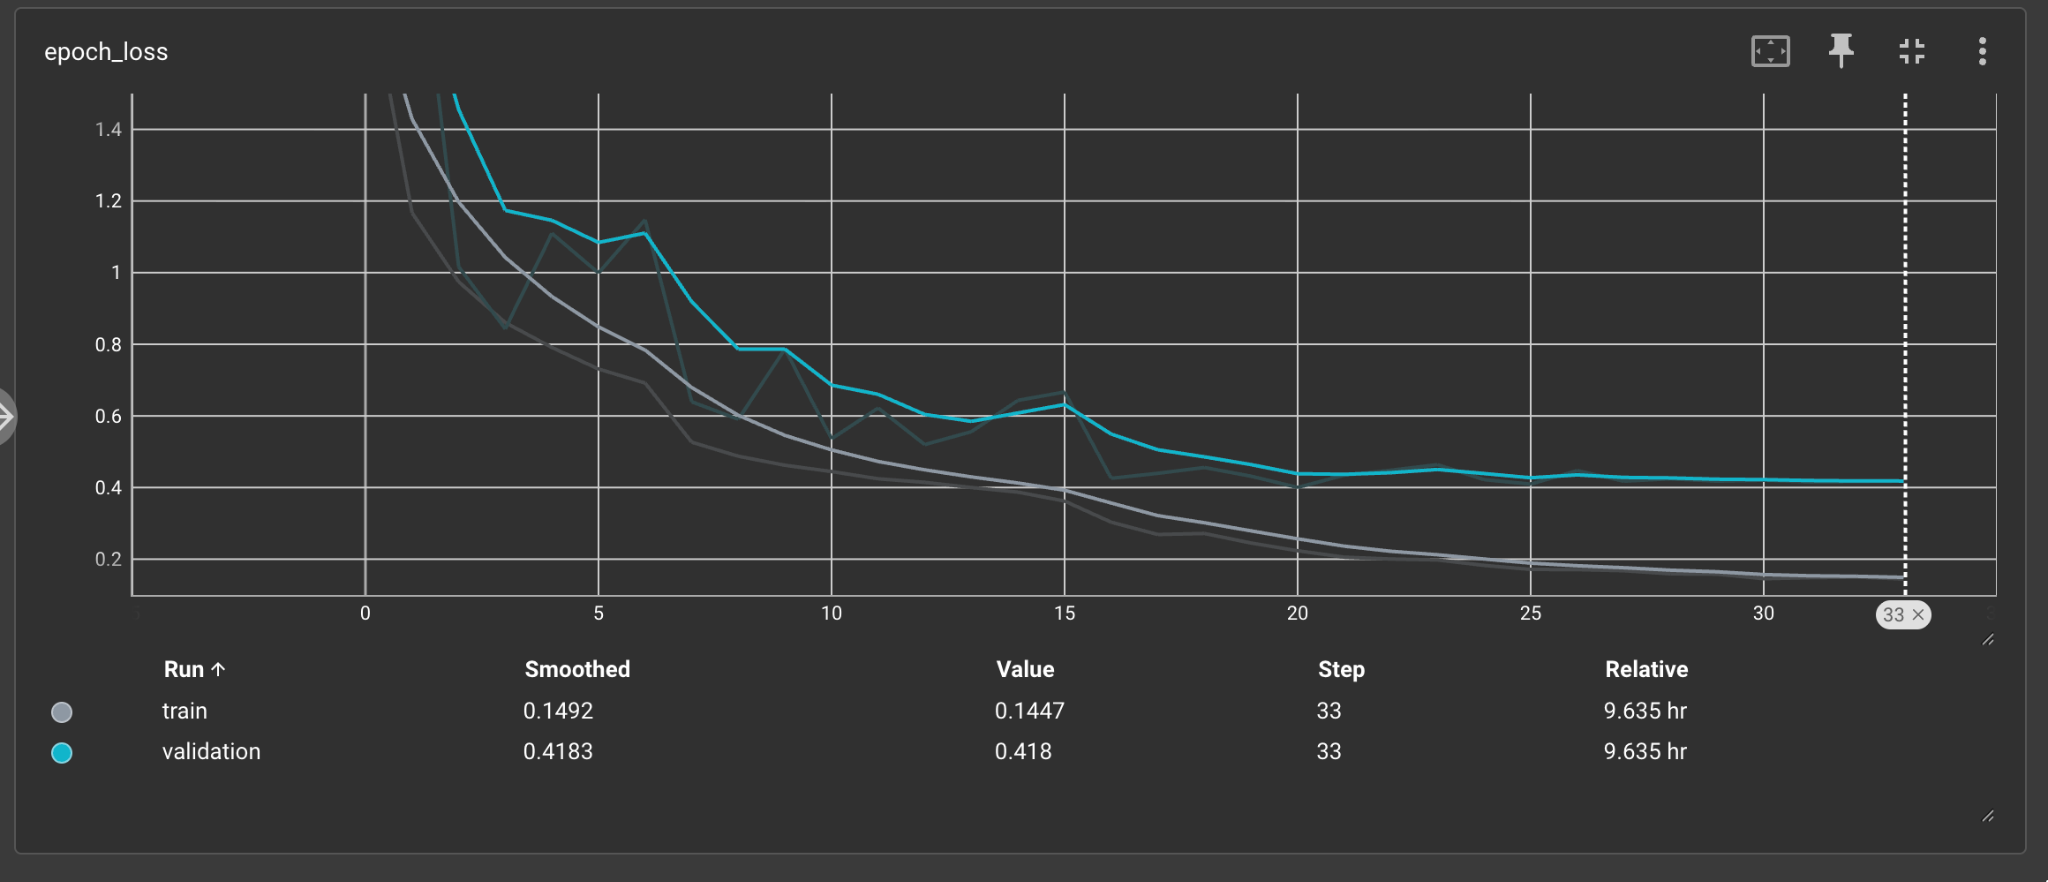 epoch_loss
1.4
1.2
1
0.8
0.6
0.4
0.2
0 5 10 15 20 25 30 33 ×
Run ↑ Smoothed Value Step Relative
train 0.1492 0.1447 33 9.635 hr
validation 0.4183 0.418 33 9.635 hr